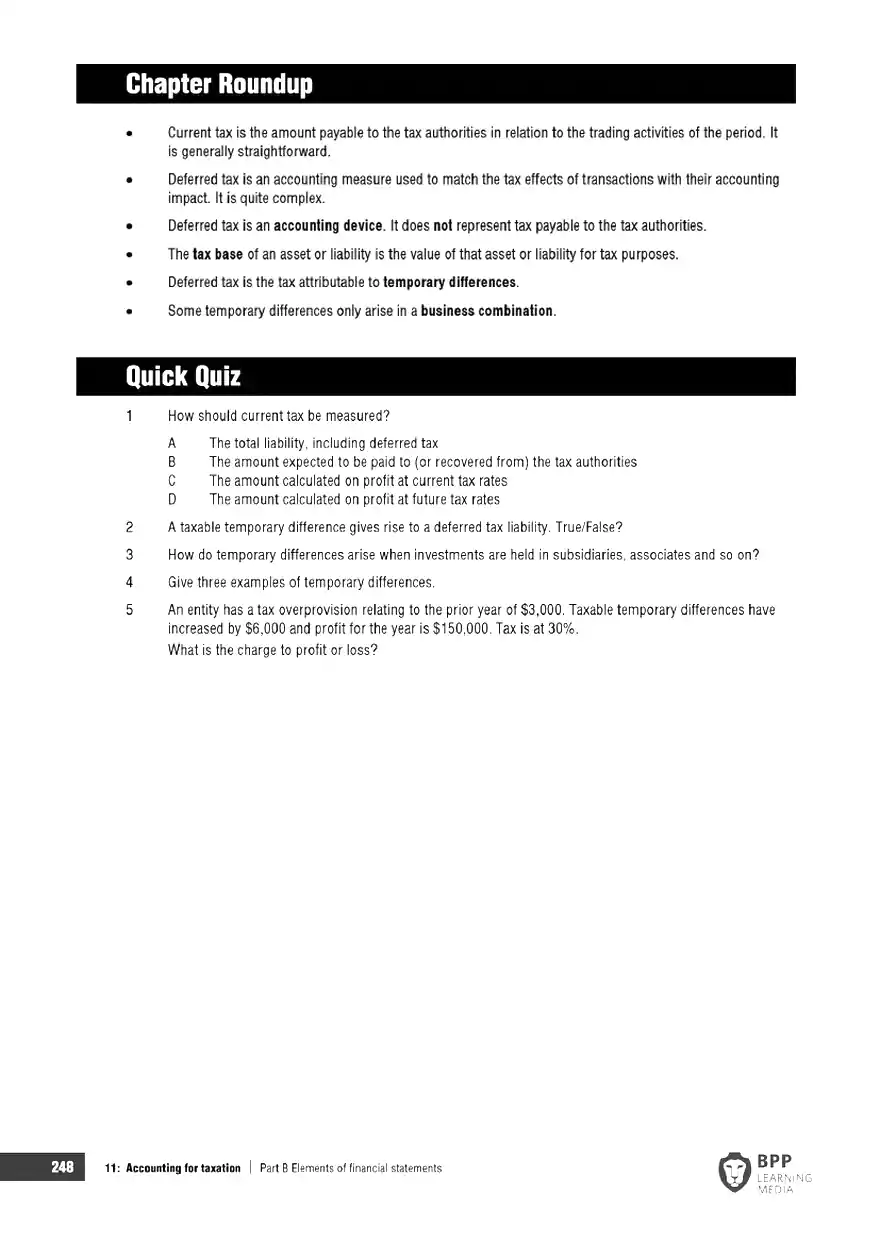 Chapter Roundup
• Current tax is the amount payable to the tax authorities in relation to the trading activities of the period. It
is generally straightforward.
• Deferred tax is an accounting measure used to match the tax effects of transactions with their accounting
impact. It is quite complex.
• Deferred tax is an accounting device. It does not represent tax payable to the tax authorities.
• The tax base of an asset or liability is the value of that asset or liability for tax purposes.
• Deferred tax is the tax attributable to temporary differences.
• Some temporary differences only arise in a business combination.
Quick Quiz
1 How should current tax be measured?
A The total liability, including deferred tax
B The amount expected to be paid to (or recovered from) the tax authorities
C The amount calculated on profit at current tax rates
D The amount calculated on profit at future tax rates
2 A taxable temporary difference gives rise to a deferred tax liability. True/False?
3 How do temporary differences arise when investments are held in subsidiaries, associates and so on?
4 Give three examples of temporary differences.
5 An entity has a tax overprovision relating to the prior year of $3,000. Taxable temporary differences have
increased by $6,000 and profit for the year is $150,000. Tax is at 30%.
What is the charge to profit or loss?
248 11: Accounting for taxation | Part B Elements of financial statements
BPP
LEARNING
MEDIA